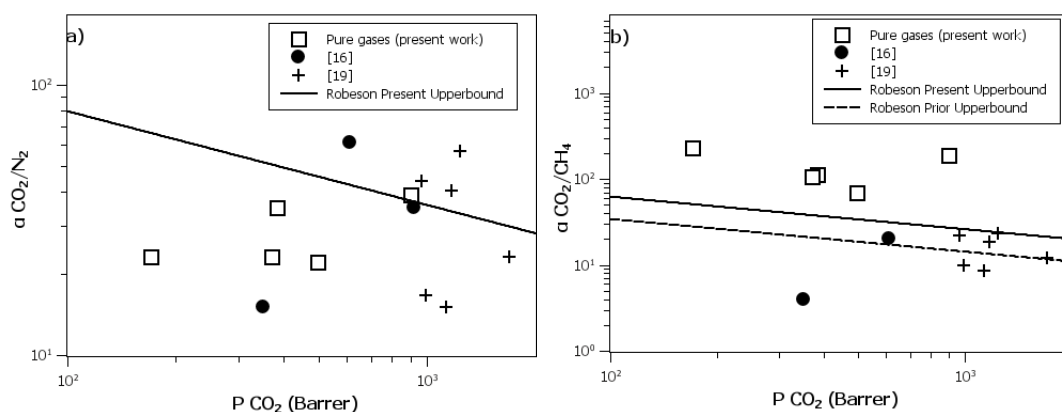 a)
Pure gases (present work)
[16]
[19]
Robeson Present Upperbound
10²
α CO₂/N₂
10¹
10²
10³
P CO₂ (Barrer)
b)
Pure gases (present work)
[16]
[19]
Robeson Present Upperbound
Robeson Prior Upperbound
10³
10²
α CO₂/CH₄
10¹
10⁰
10²
10³
P CO₂ (Barrer)